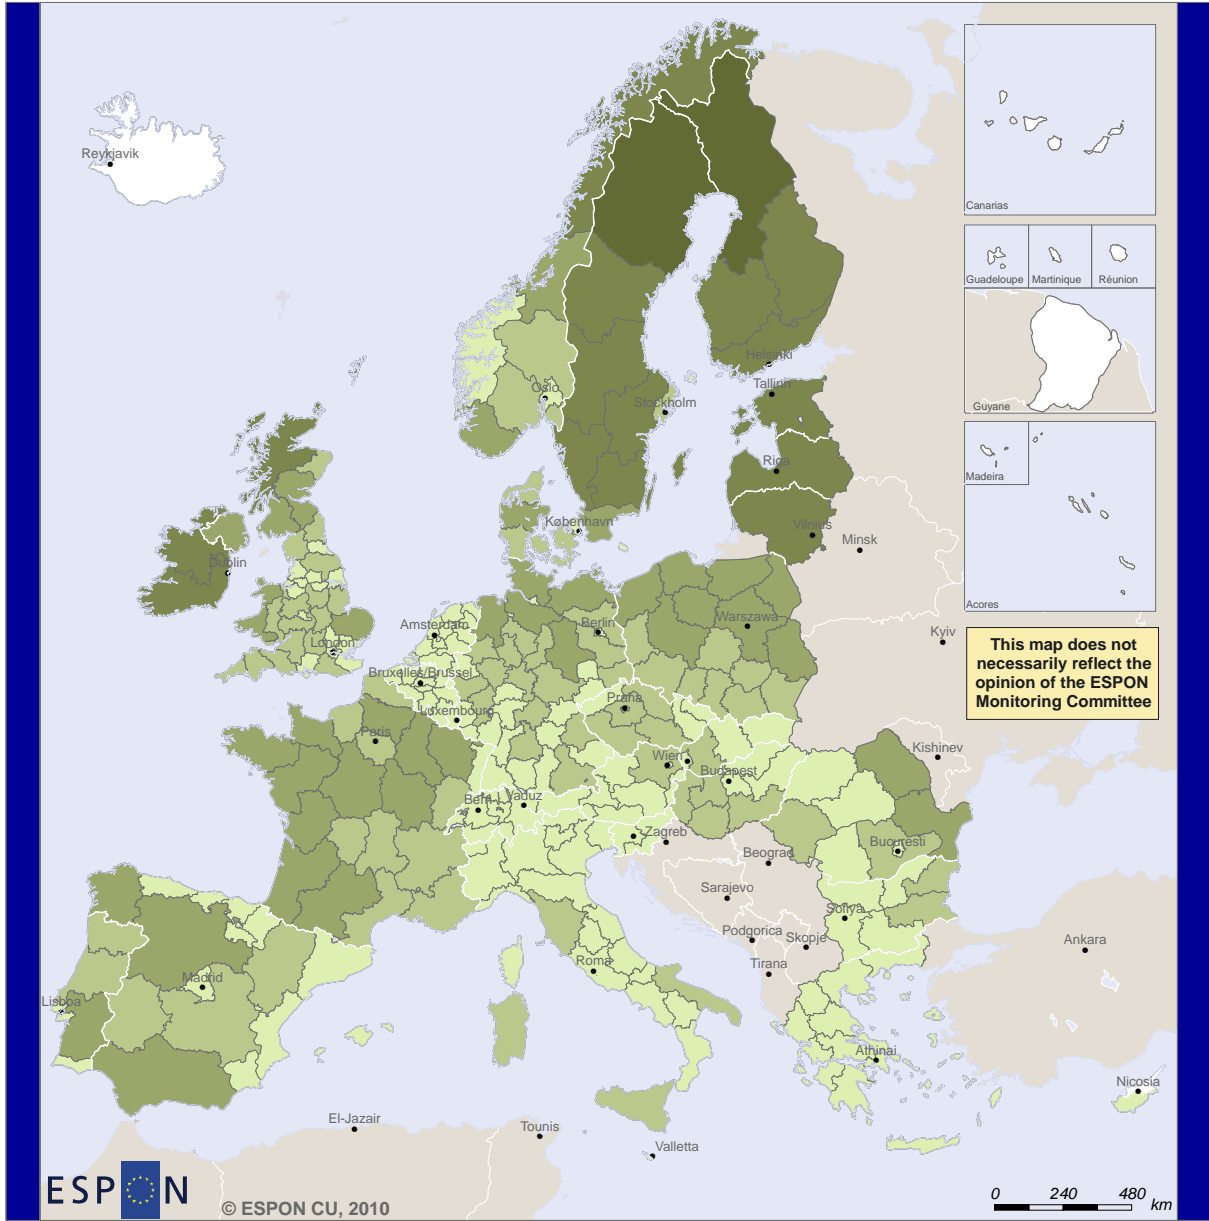 Reykjavik
Canarias
Guadeloupe
Martinique
Réunion
Guyane
Madeira
Acores
Oslo
Helsinki
Tallinn
Stockholm
Riga
København
Vilnius
Minsk
Dublin
Amsterdam
Berlin
Warszawa
London
Kyiv
Bruxelles/Brussel
Praha
Luxembourg
Paris
Kishinev
Wien
Budapest
Bern
Vaduz
Zagreb
Bucuresti
Beograd
Sarajevo
Sofiya
Podgorica
Skopje
Ankara
Roma
Tirana
Madrid
Lisboa
Athinai
Nicosia
El-Jazair
Tounis
Valletta
This map does not
necessarily reflect the
opinion of the ESPON
Monitoring Committee
ESPON
© ESPON CU, 2010
0 240 480 km